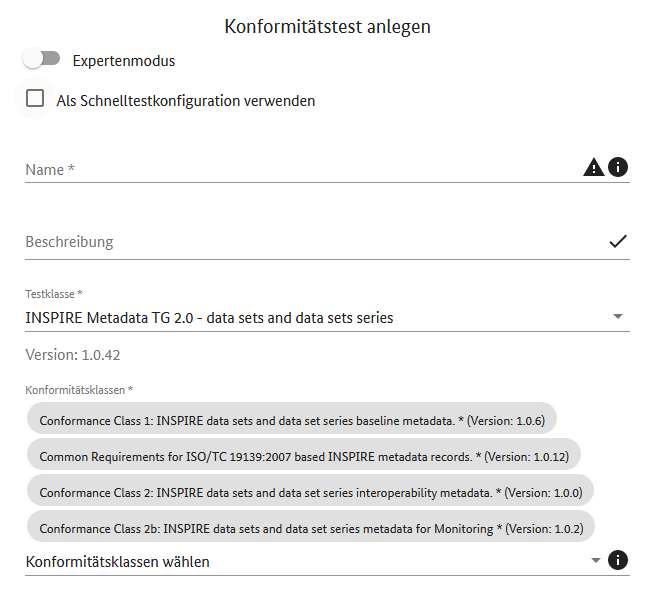 Konformitätstest anlegen
Expertenmodus
Als Schnelltestkonfiguration verwenden
Name *
Beschreibung
Testklasse *
INSPIRE Metadata TG 2.0 - data sets and data sets series
Version: 1.0.42
Konformitätsklassen *
Conformance Class 1: INSPIRE data sets and data set series baseline metadata. * (Version: 1.0.6)
Common Requirements for ISO/TC 19139:2007 based INSPIRE metadata records. * (Version: 1.0.12)
Conformance Class 2: INSPIRE data sets and data set series interoperability metadata. * (Version: 1.0.0)
Conformance Class 2b: INSPIRE data sets and data set series metadata for Monitoring * (Version: 1.0.2)
Konformitätsklassen wählen